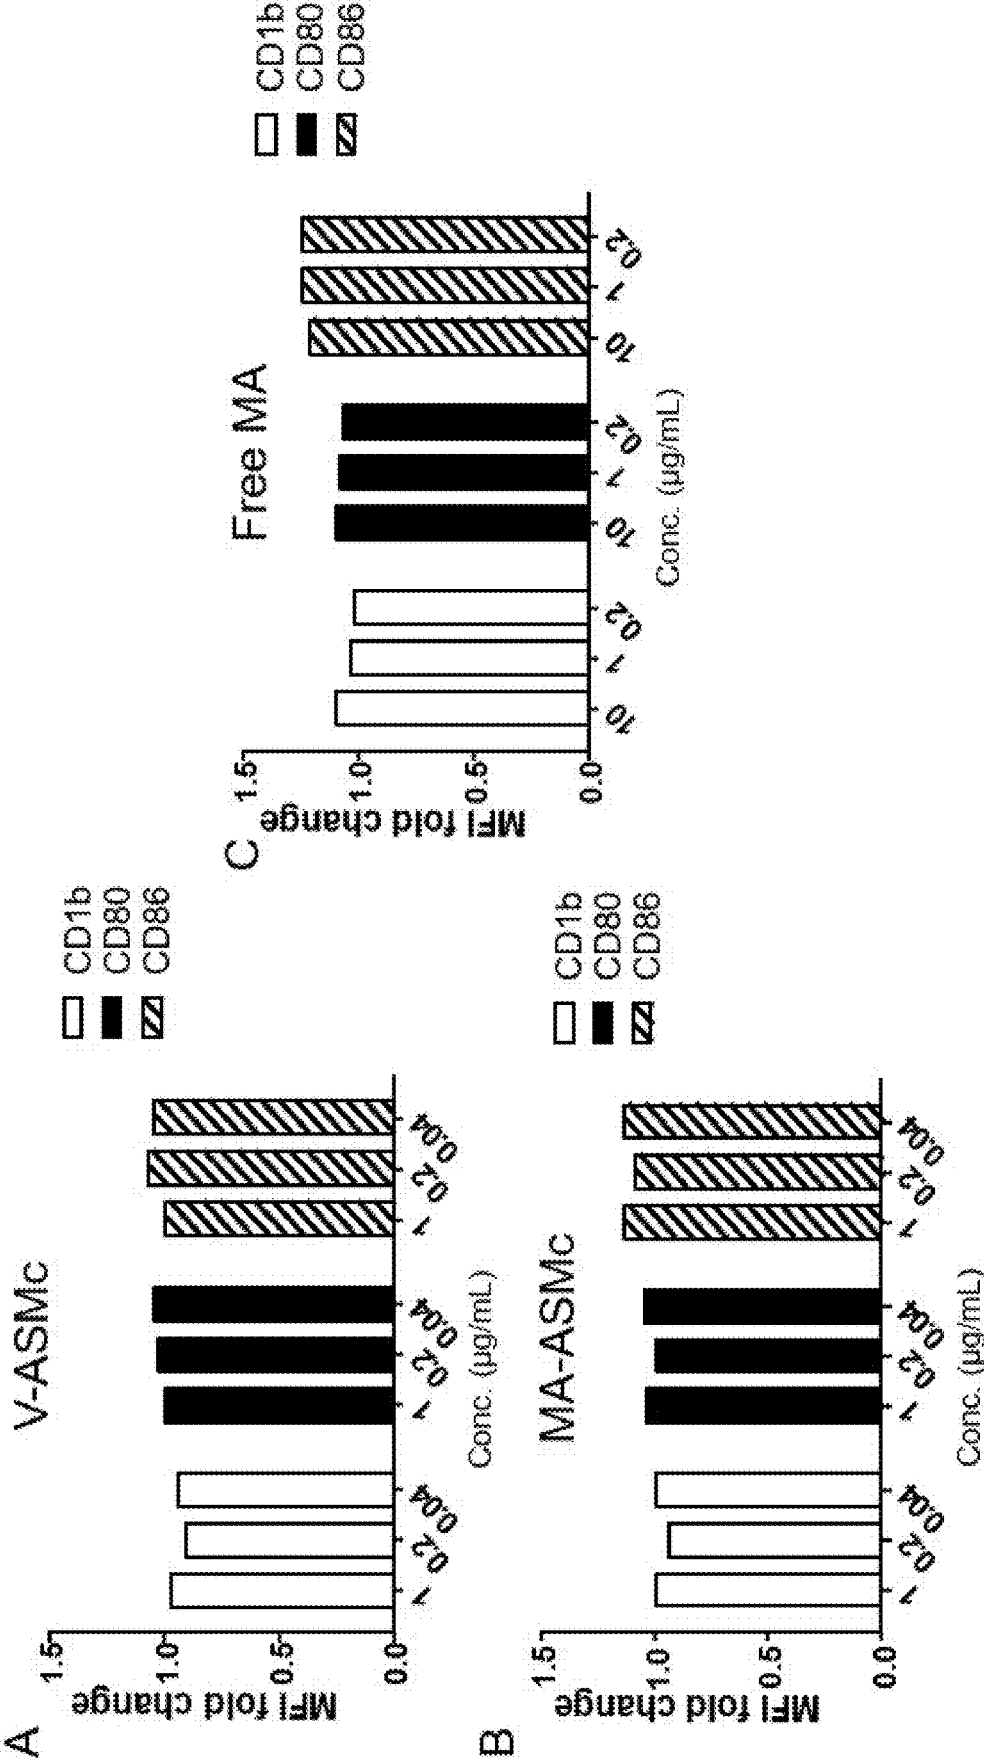 A
V-ASMc
MFI fold change
1.5
1.0
0.5
0.0
1 0.2 0.04 1 0.2 0.04 1 0.2 0.04
Conc. (µg/mL)
CD1b
CD80
CD86
B
MA-ASMc
MFI fold change
1.5
1.0
0.5
0.0
1 0.2 0.04 1 0.2 0.04 1 0.2 0.04
Conc. (µg/mL)
CD1b
CD80
CD86
C
Free MA
MFI fold change
1.5
1.0
0.5
0.0
10 1 0.2 10 1 0.2 10 1 0.2
Conc. (µg/mL)
CD1b
CD80
CD86